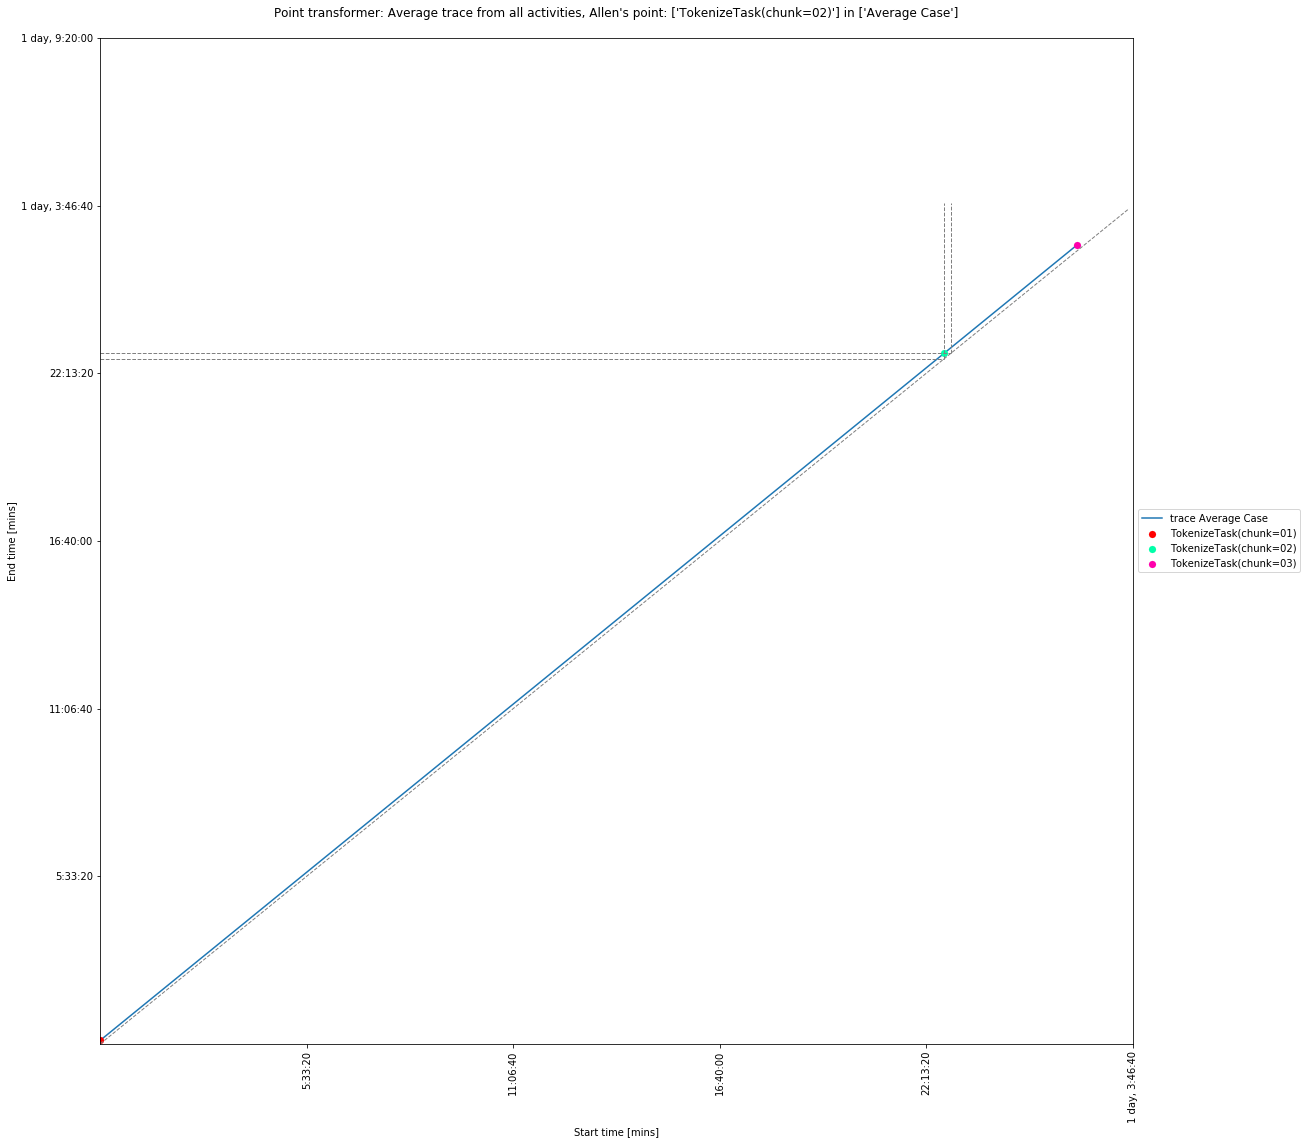 Point transformer: Average trace from all activities, Allen's point: ['TokenizeTask(chunk=02)'] in ['Average Case']
1 day, 9:20:00
1 day, 3:46:40
22:13:20
16:40:00
11:06:40
5:33:20
End time [mins]
5:33:20
11:06:40
16:40:00
22:13:20
1 day, 3:46:40
Start time [mins]
trace Average Case
TokenizeTask(chunk=01)
TokenizeTask(chunk=02)
TokenizeTask(chunk=03)